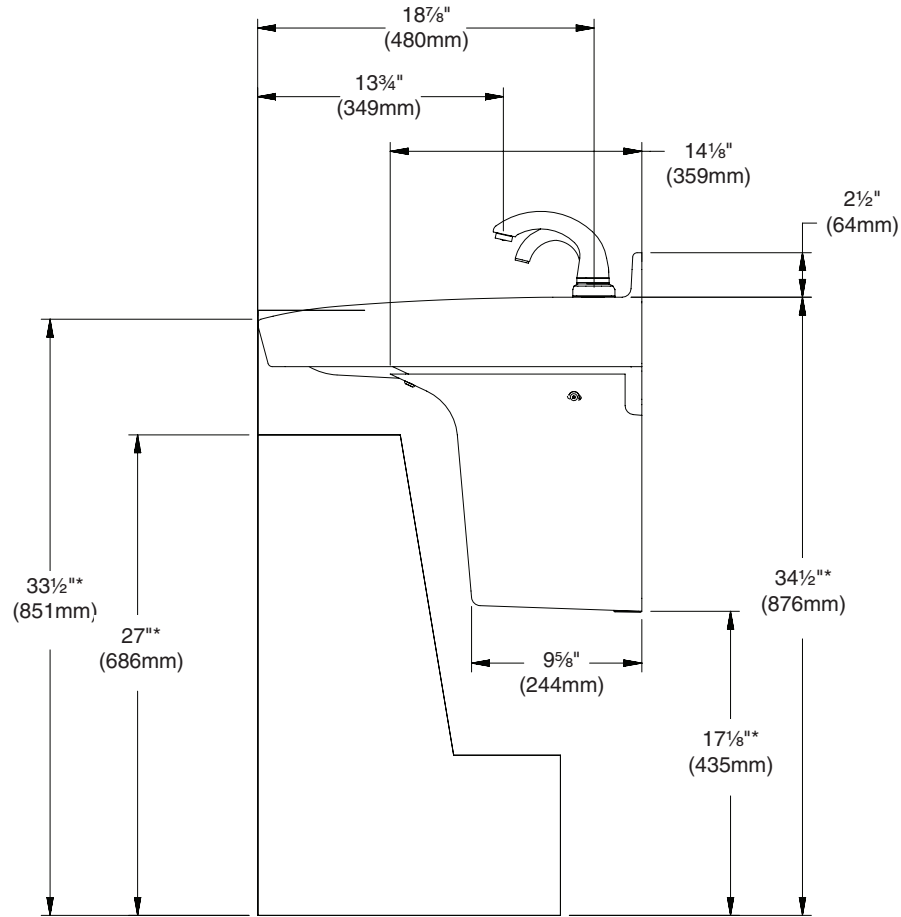 18⅞"
(480mm)
13¾"
(349mm)
14⅛"
(359mm)
2½"
(64mm)
33½"*
(851mm)
27"*
(686mm)
34½"*
(876mm)
9⅝"
(244mm)
17⅛"*
(435mm)